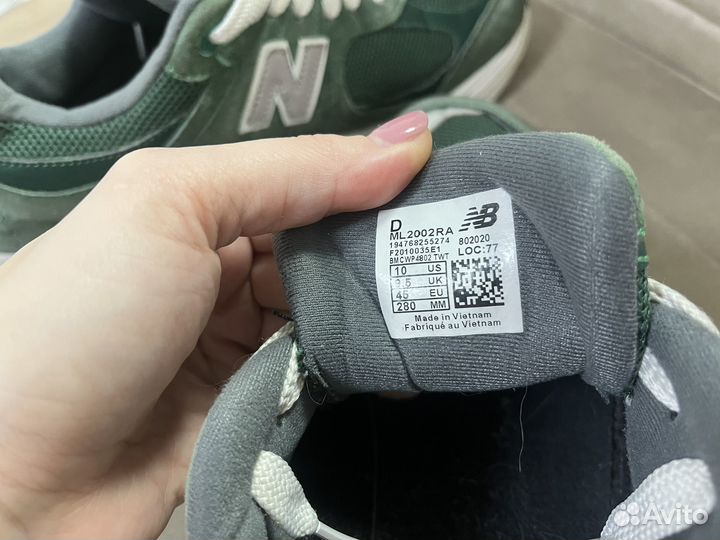 N
D
ML2002RA NB
194768255274 802020
F2010035E1 LOC:77
BMCWP4802 TWT
10 US
9.5 UK
45 EU
280 MM
Made in Vietnam
Fabriqué au Vietnam
Avito